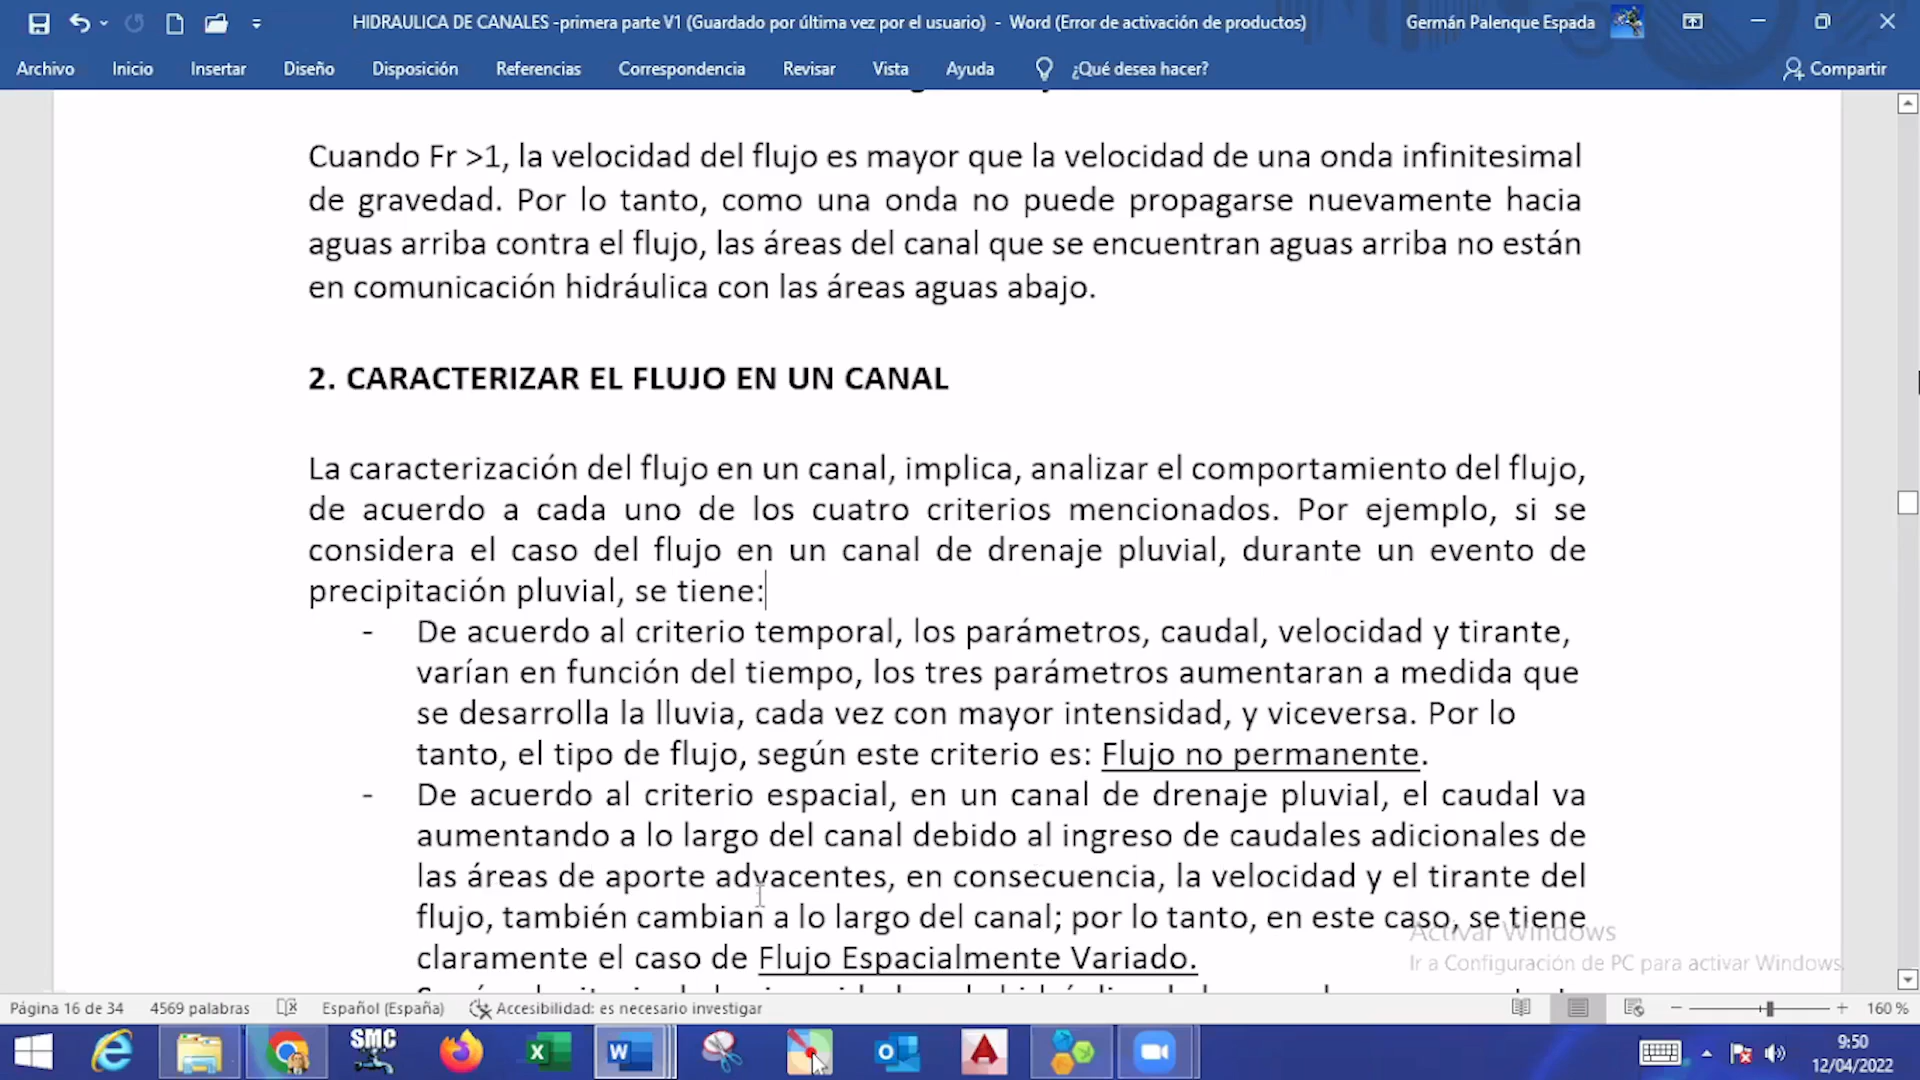 HIDRAULICA DE CANALES -primera parte V1 (Guardado por última vez por el usuario) - Word (Error de activación de productos)
Germán Palenque Espada
Archivo Inicio Insertar Diseño Disposición Referencias Correspondencia Revisar Vista Ayuda ¿Qué desea hacer? Compartir
Cuando Fr >1, la velocidad del flujo es mayor que la velocidad de una onda infinitesimal
de gravedad. Por lo tanto, como una onda no puede propagarse nuevamente hacia
aguas arriba contra el flujo, las áreas del canal que se encuentran aguas arriba no están
en comunicación hidráulica con las áreas aguas abajo.
2. CARACTERIZAR EL FLUJO EN UN CANAL
La caracterización del flujo en un canal, implica, analizar el comportamiento del flujo,
de acuerdo a cada uno de los cuatro criterios mencionados. Por ejemplo, si se
considera el caso del flujo en un canal de drenaje pluvial, durante un evento de
precipitación pluvial, se tiene:
- De acuerdo al criterio temporal, los parámetros, caudal, velocidad y tirante,
varían en función del tiempo, los tres parámetros aumentaran a medida que
se desarrolla la lluvia, cada vez con mayor intensidad, y viceversa. Por lo
tanto, el tipo de flujo, según este criterio es: Flujo no permanente.
- De acuerdo al criterio espacial, en un canal de drenaje pluvial, el caudal va
aumentando a lo largo del canal debido al ingreso de caudales adicionales de
las áreas de aporte advacentes, en consecuencia, la velocidad y el tirante del
flujo, también cambian a lo largo del canal; por lo tanto, en este caso, se tiene
claramente el caso de Flujo Espacialmente Variado.
Activar Windows
Ir a Configuración de PC para activar Windows.
Página 16 de 34 4569 palabras Español (España) Accesibilidad: es necesario investigar 160 %
SMC
9:50
12/04/2022